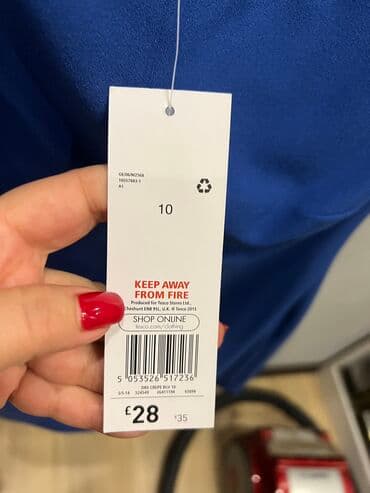 10
KEEP AWAY
FROM FIRE
Produced for Tesco Stores Ltd.,
Cheshunt EN8 9SL, U.K. © Tesco 2015
SHOP ONLINE
tesco.com/clothing
5 053526 517236
£28 €35